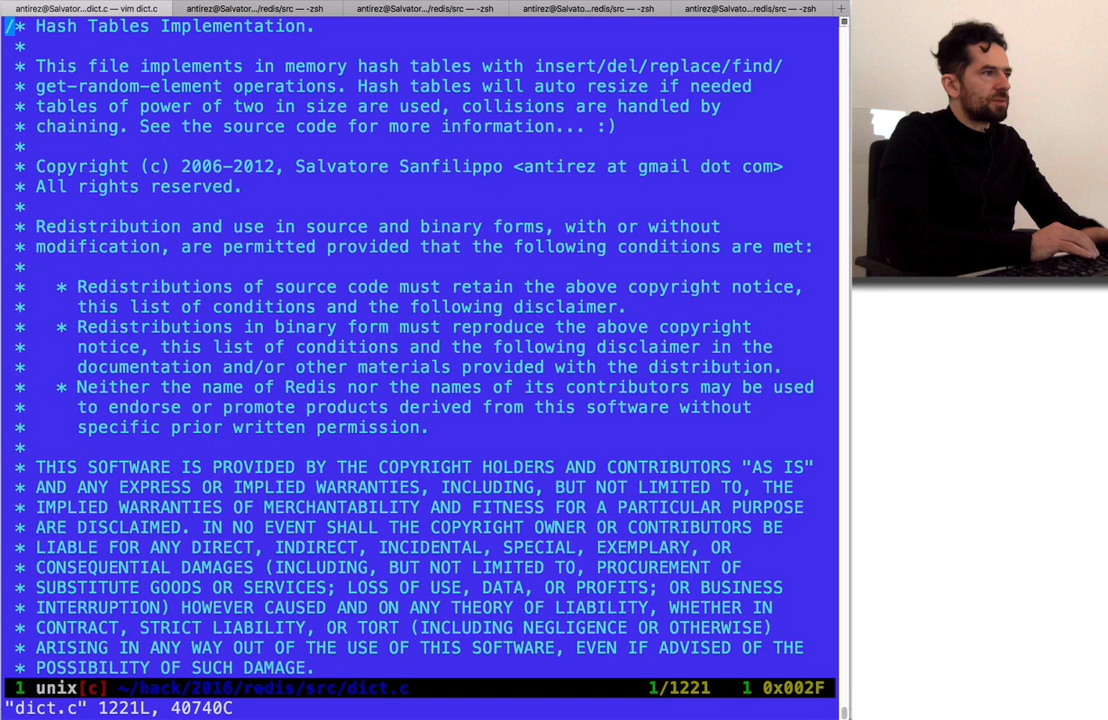 antirez@Salvator...dict.c — vim dict.c
antirez@Salvator.../redis/src — -zsh
antirez@Salvato.../redis/src — -zsh
antirez@Salvato...redis/src — -zsh
antirez@Salvato...redis/src — -zsh
/* Hash Tables Implementation.
*
* This file implements in memory hash tables with insert/del/replace/find/
* get-random-element operations. Hash tables will auto resize if needed
* tables of power of two in size are used, collisions are handled by
* chaining. See the source code for more information... :)
*
* Copyright (c) 2006-2012, Salvatore Sanfilippo <antirez at gmail dot com>
* All rights reserved.
*
* Redistribution and use in source and binary forms, with or without
* modification, are permitted provided that the following conditions are met:
*
*   * Redistributions of source code must retain the above copyright notice,
*     this list of conditions and the following disclaimer.
*   * Redistributions in binary form must reproduce the above copyright
*     notice, this list of conditions and the following disclaimer in the
*     documentation and/or other materials provided with the distribution.
*   * Neither the name of Redis nor the names of its contributors may be used
*     to endorse or promote products derived from this software without
*     specific prior written permission.
*
* THIS SOFTWARE IS PROVIDED BY THE COPYRIGHT HOLDERS AND CONTRIBUTORS "AS IS"
* AND ANY EXPRESS OR IMPLIED WARRANTIES, INCLUDING, BUT NOT LIMITED TO, THE
* IMPLIED WARRANTIES OF MERCHANTABILITY AND FITNESS FOR A PARTICULAR PURPOSE
* ARE DISCLAIMED. IN NO EVENT SHALL THE COPYRIGHT OWNER OR CONTRIBUTORS BE
* LIABLE FOR ANY DIRECT, INDIRECT, INCIDENTAL, SPECIAL, EXEMPLARY, OR
* CONSEQUENTIAL DAMAGES (INCLUDING, BUT NOT LIMITED TO, PROCUREMENT OF
* SUBSTITUTE GOODS OR SERVICES; LOSS OF USE, DATA, OR PROFITS; OR BUSINESS
* INTERRUPTION) HOWEVER CAUSED AND ON ANY THEORY OF LIABILITY, WHETHER IN
* CONTRACT, STRICT LIABILITY, OR TORT (INCLUDING NEGLIGENCE OR OTHERWISE)
* ARISING IN ANY WAY OUT OF THE USE OF THIS SOFTWARE, EVEN IF ADVISED OF THE
* POSSIBILITY OF SUCH DAMAGE.
1 unix[c] ~/hack/2016/redis/src/dict.c 1/1221 1 0x002F
"dict.c" 1221L, 40740C